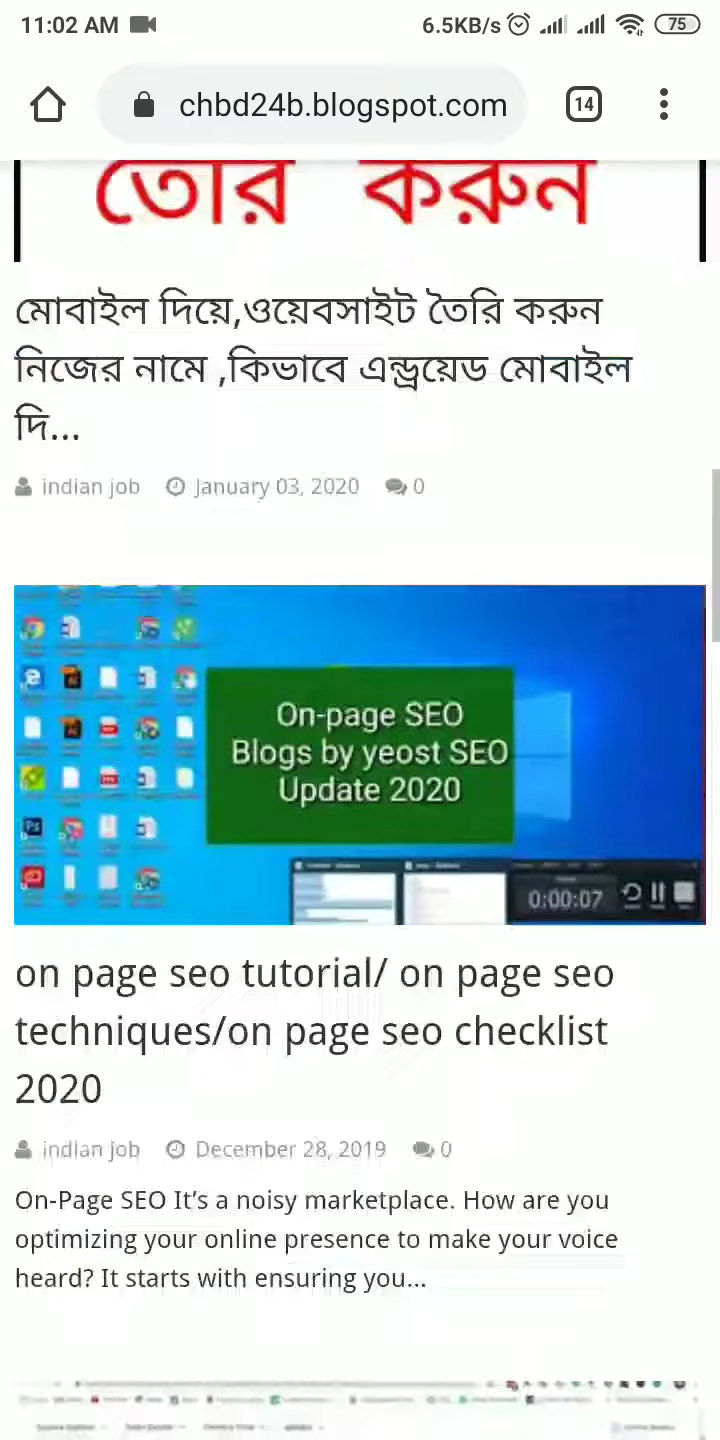 11:02 AM
6.5KB/s
75
chbd24b.blogspot.com
14
তৈরি করুন
মোবাইল দিয়ে,ওয়েবসাইট তৈরি করুন
নিজের নামে ,কিভাবে এন্ড্রয়েড মোবাইল
দি...
indian job January 03, 2020 0
On-page SEO
Blogs by yeost SEO
Update 2020
0:00:07
on page seo tutorial/ on page seo
techniques/on page seo checklist
2020
indian job December 28, 2019 0
On-Page SEO It’s a noisy marketplace. How are you
optimizing your online presence to make your voice
heard? It starts with ensuring you...